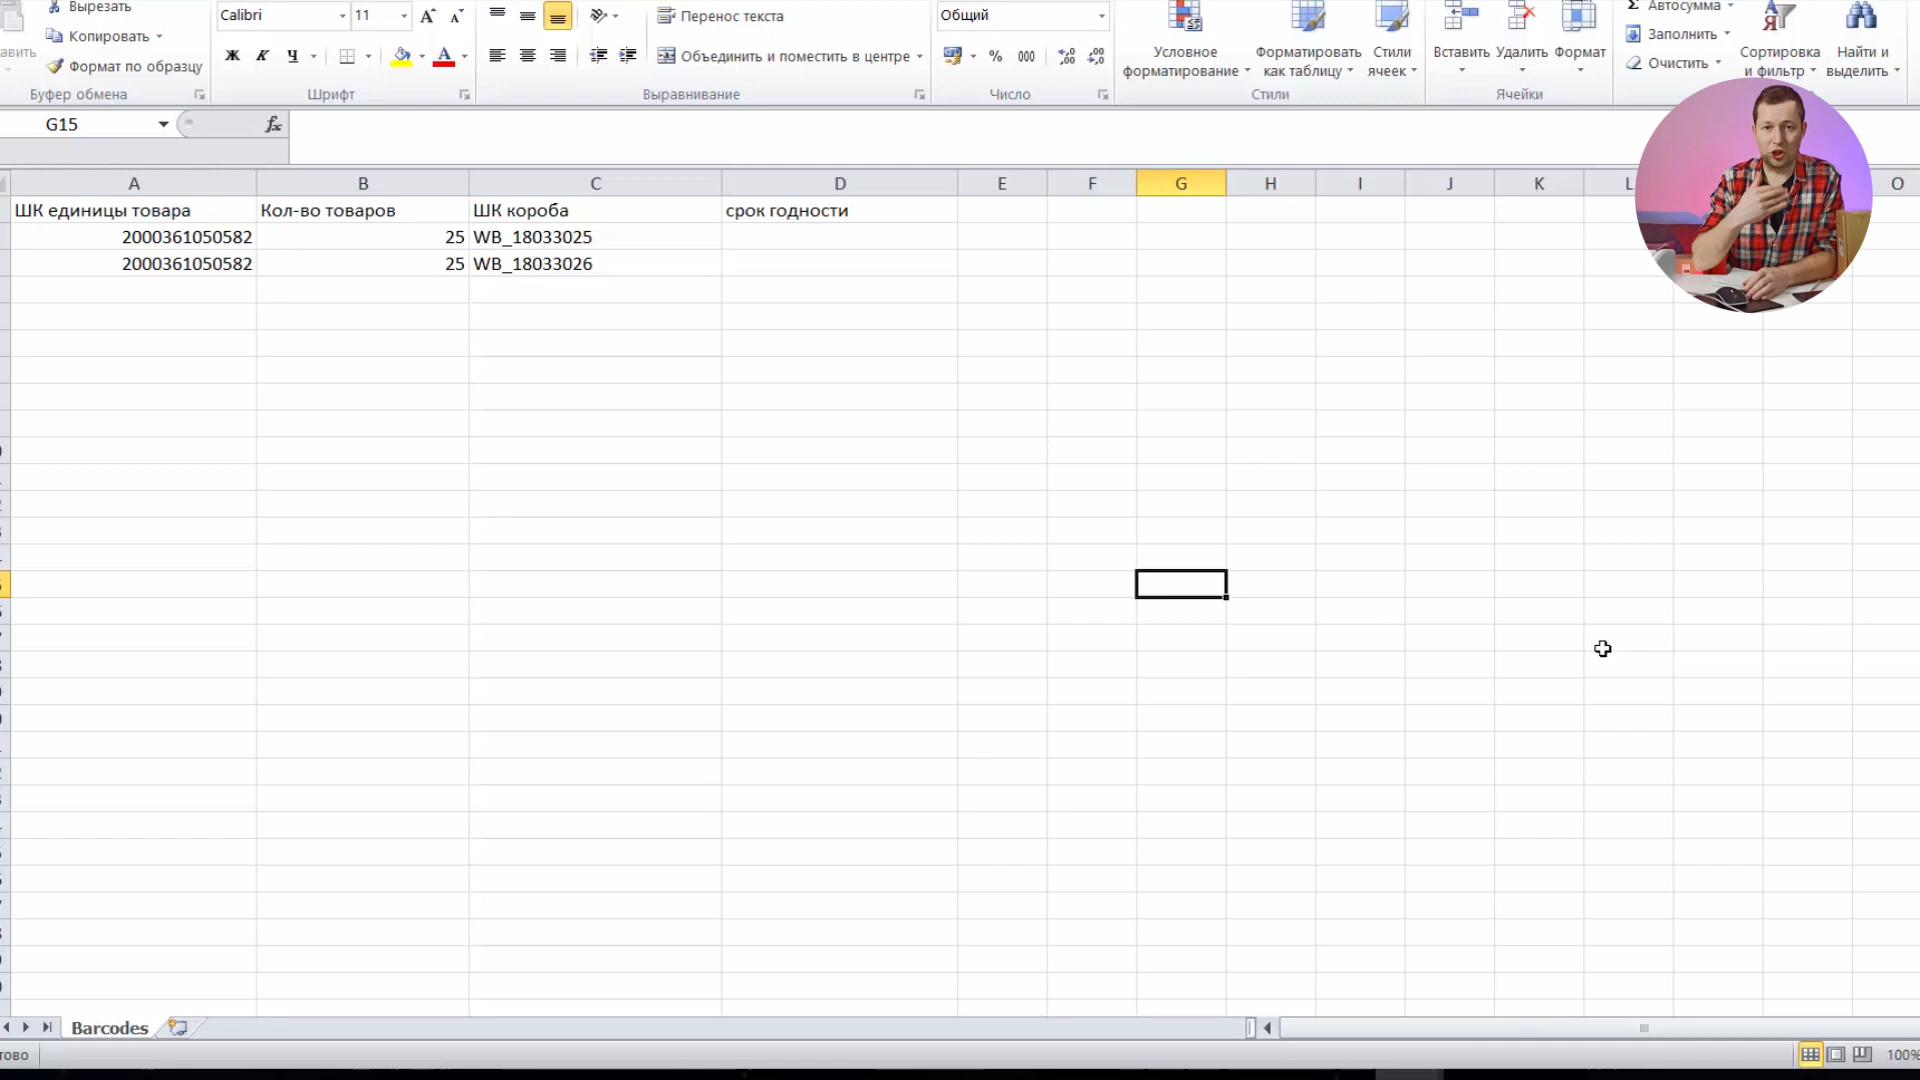 Вырезать
Копировать
Формат по образцу
Буфер обмена
Calibri
11
Ж К Ч
Шрифт
Перенос текста
Объединить и поместить в центре
Выравнивание
Общий
% 000
Число
Условное форматирование
Форматировать как таблицу
Стили ячеек
Стили
Вставить Удалить Формат
Ячейки
Автосумма
Заполнить
Очистить
Сортировка и фильтр
Найти и выделить
G15
fx
A B C D E F G H I J K L O
ШК единицы товара Кол-во товаров ШК короба срок годности
2000361050582 25 WB_18033025
2000361050582 25 WB_18033026
Barcodes
100%